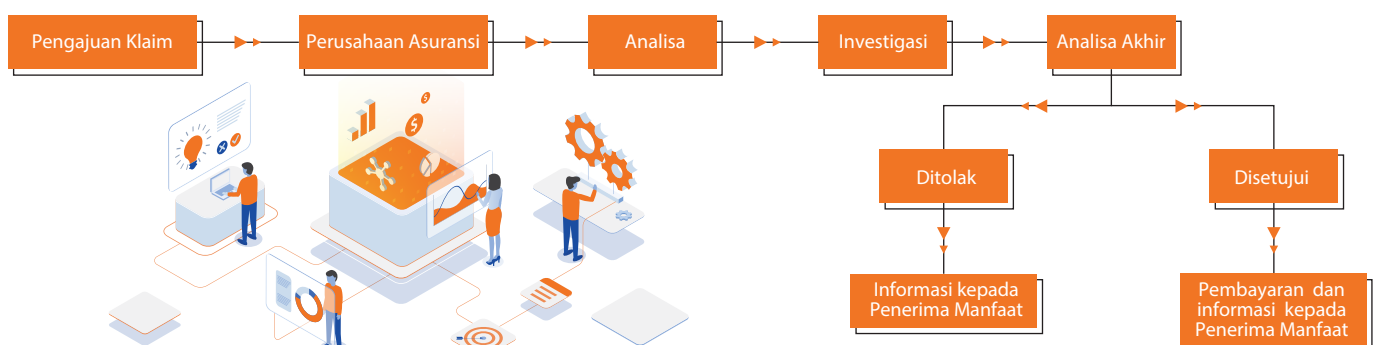 Pengajuan Klaim
Perusahaan Asuransi
Analisa
Investigasi
Analisa Akhir
Ditolak
Disetujui
Informasi kepada
Penerima Manfaat
Pembayaran dan
informasi kepada
Penerima Manfaat
$
$